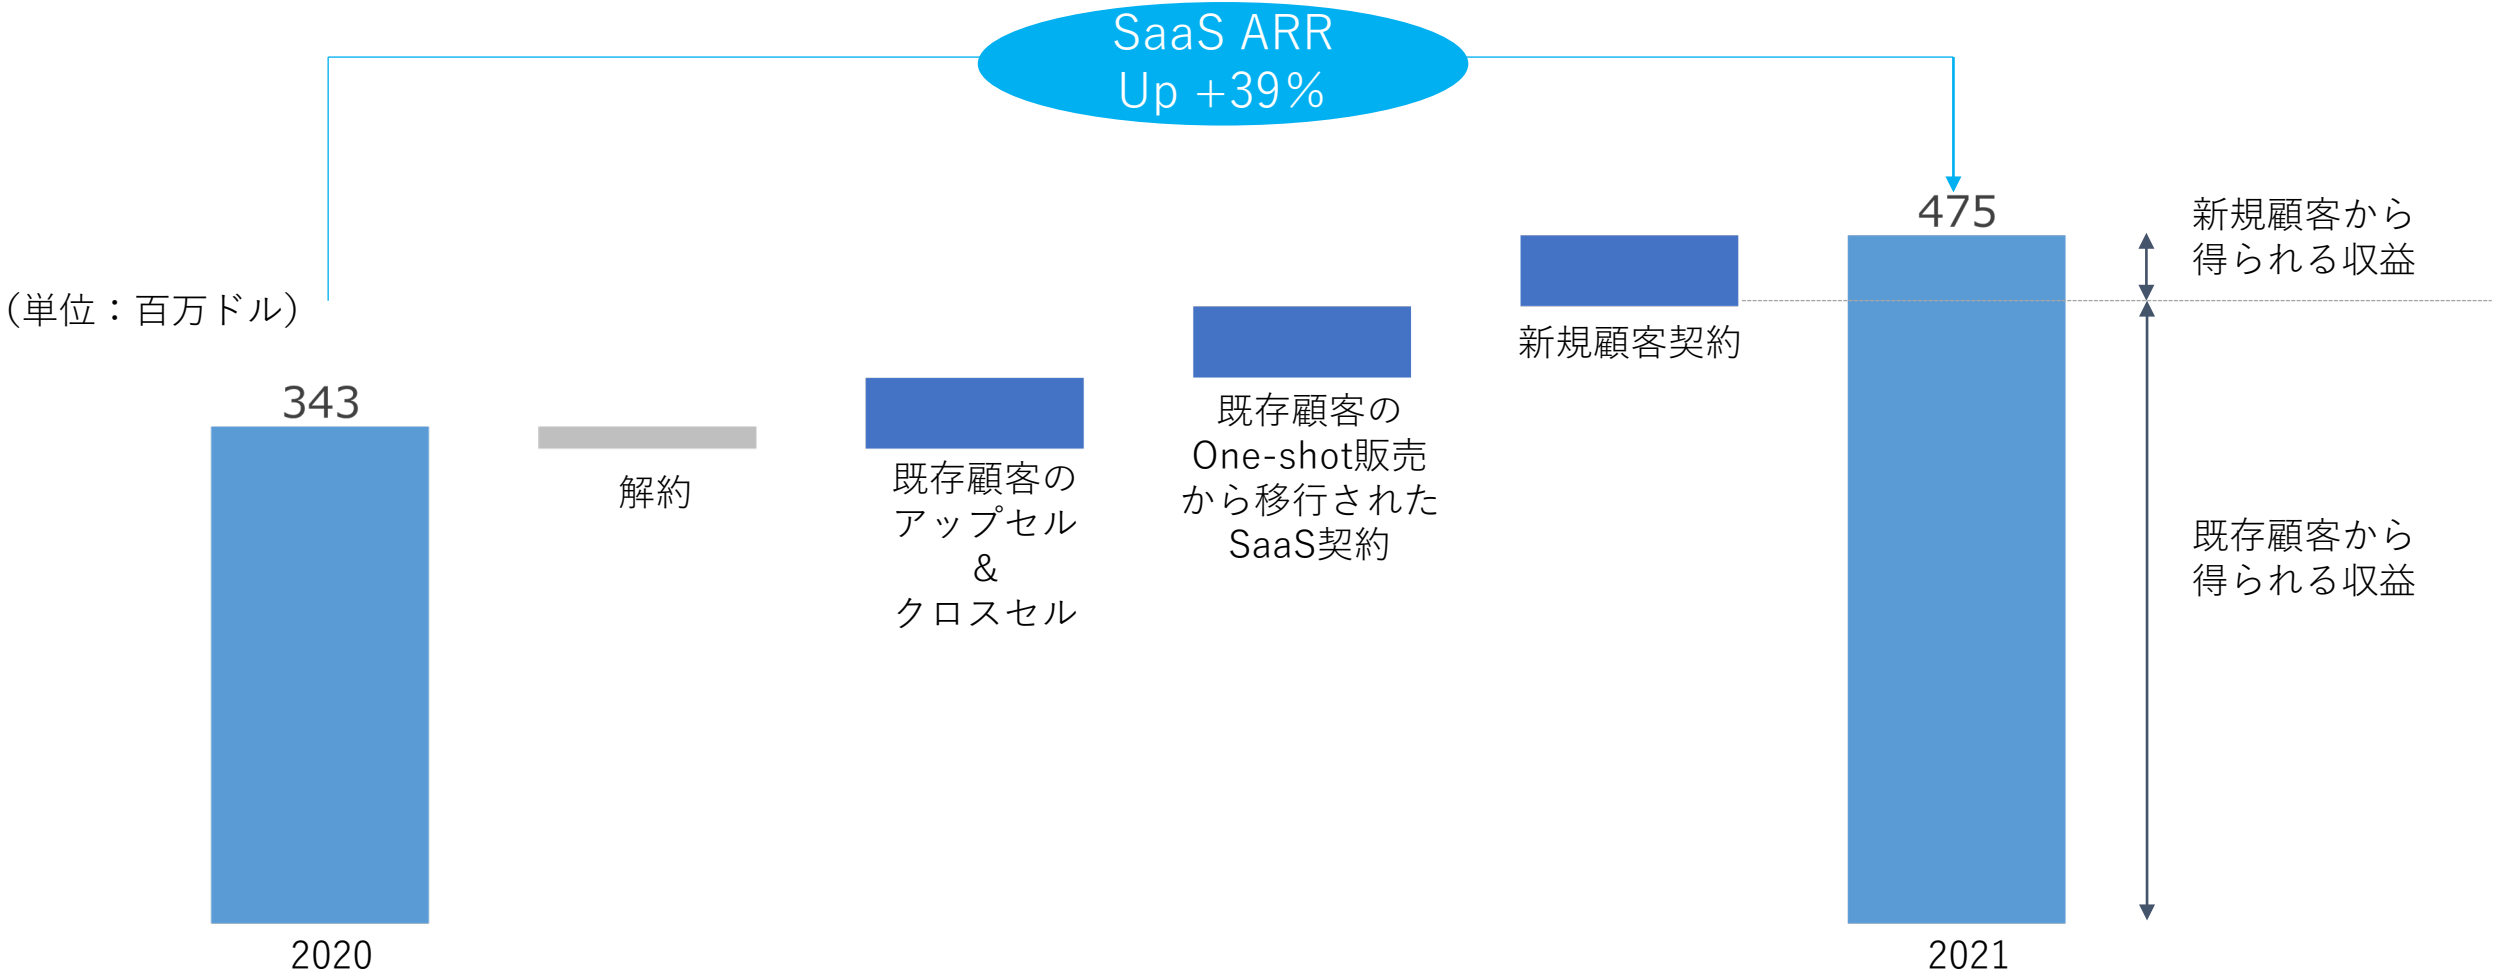 SaaS ARR
Up +39%
(単位：百万ドル)
343
475
新規顧客から
得られる収益
新規顧客契約
既存顧客の
One-shot販売
から移行された
SaaS契約
既存顧客の
アップセル
&
クロスセル
解約
既存顧客から
得られる収益
2020
2021